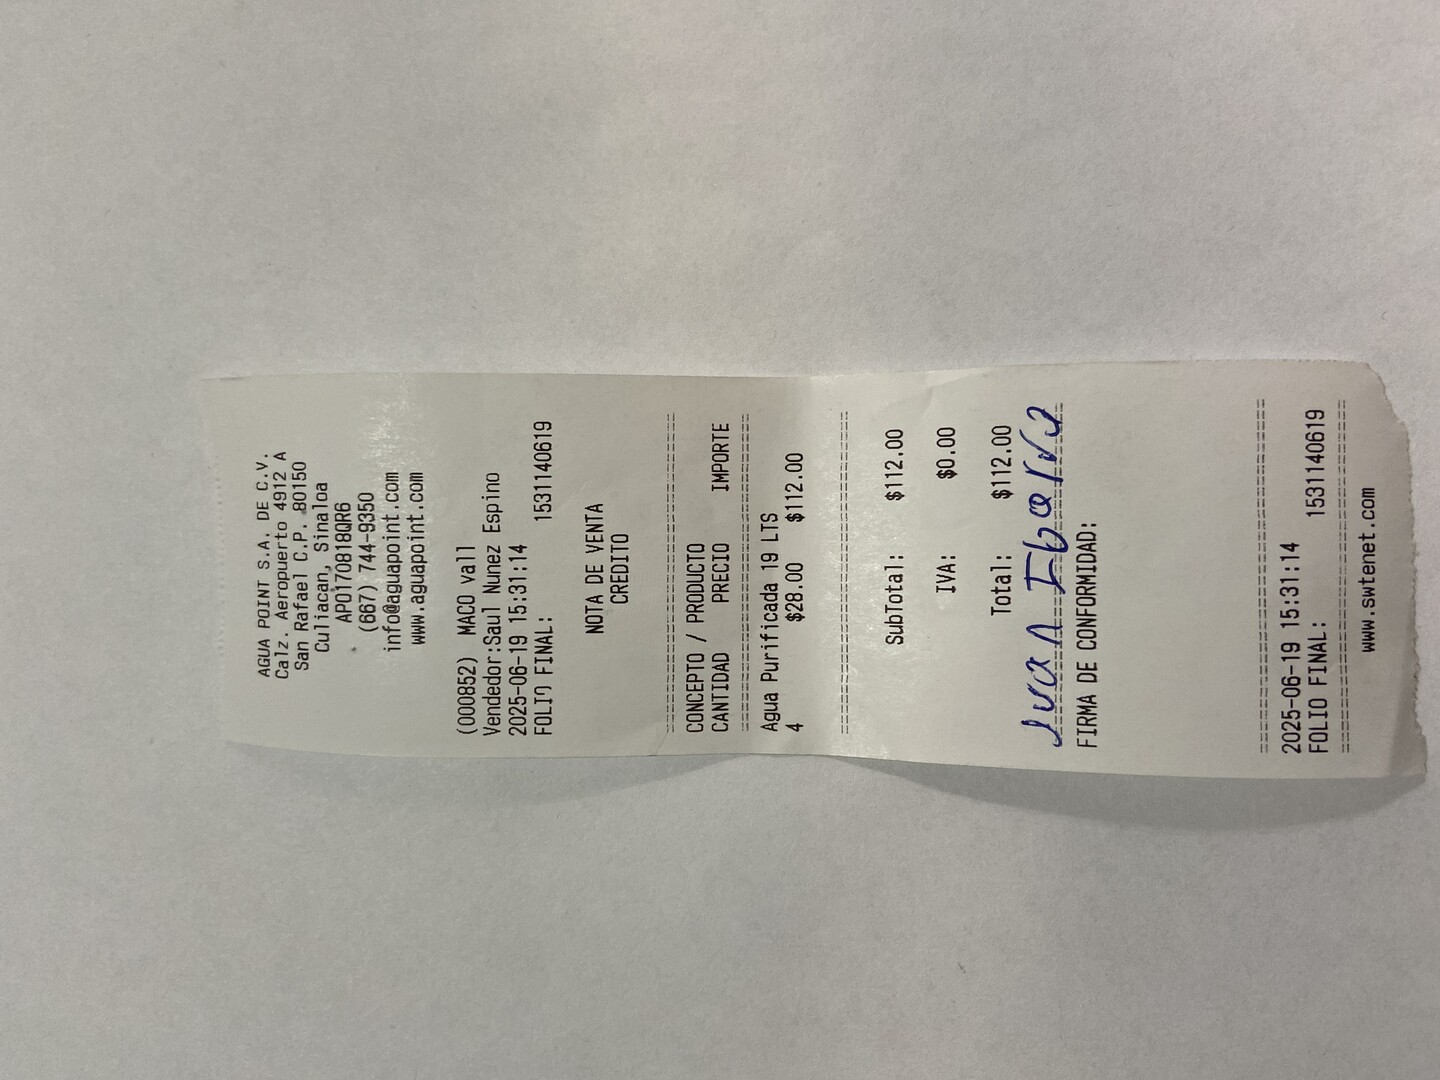 AGUA POINT S.A. DE C.V.
Calz. Aeropuerto 4912 A
San Rafael C.P. 80150
Culiacan, Sinaloa
APO170818QR6
(667) 744-9350
info@aguapoint.com
www.aguapoint.com
(000852) MACO vall
Vendedor:Saul Nunez Espino
2025-06-19 15:31:14
FOLIO FINAL: 1531140619
NOTA DE VENTA
CREDITO
CONCEPTO / PRODUCTO
CANTIDAD PRECIO IMPORTE
Agua Purificada 19 LTS
4 $28.00 $112.00
SubTotal: $112.00
IVA: $0.00
Total: $112.00
Ivan Ibarra
FIRMA DE CONFORMIDAD:
2025-06-19 15:31:14
FOLIO FINAL: 1531140619
www.swtenet.com